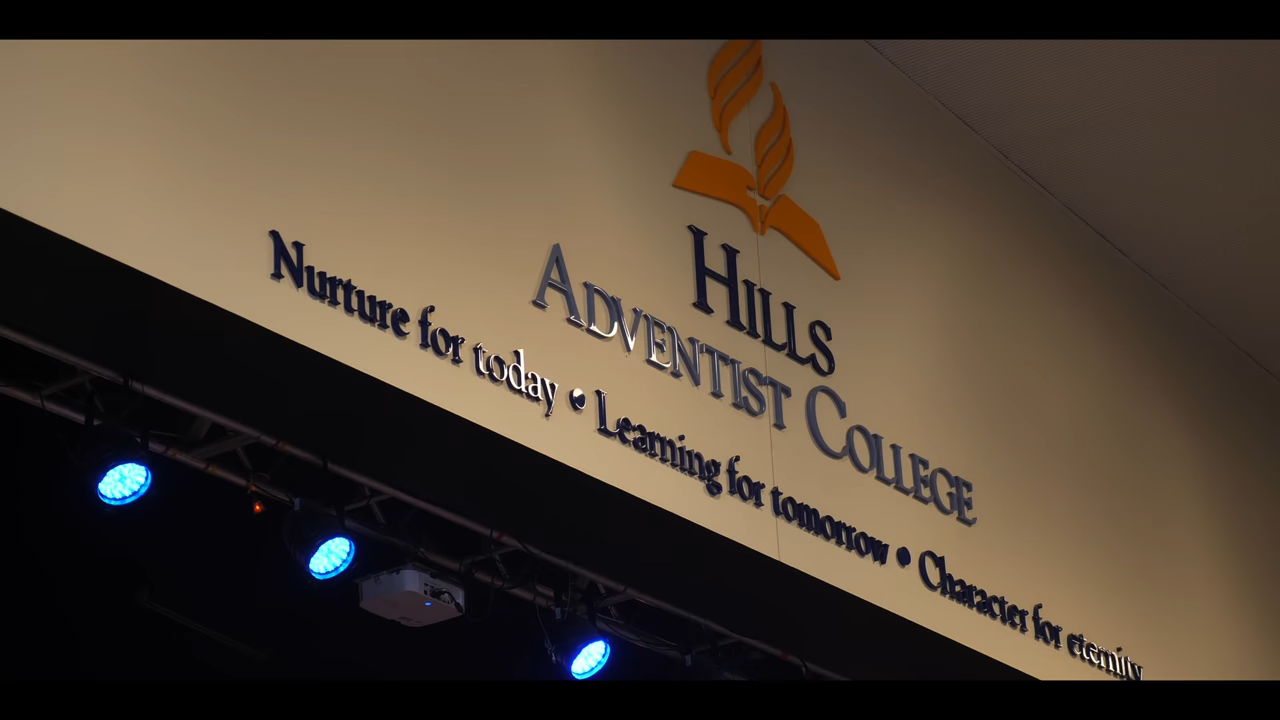 HILLS
ADVENTIST COLLEGE
Nurture for today • Learning for tomorrow • Character for eternity